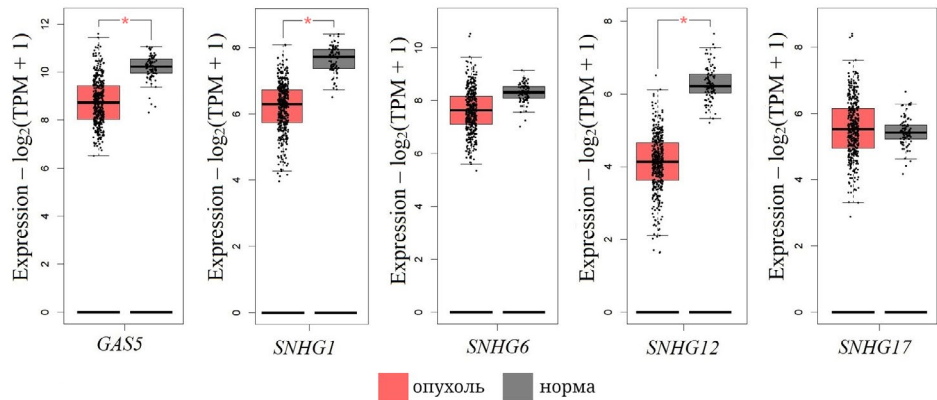 Expression – log₂(TPM + 1)
0 2 4 6 8 10 12
*
GAS5
Expression – log₂(TPM + 1)
0 2 4 6 8
*
SNHG1
Expression – log₂(TPM + 1)
0 2 4 6 8 10
SNHG6
Expression – log₂(TPM + 1)
0 2 4 6 8
*
SNHG12
Expression – log₂(TPM + 1)
0 2 4 6 8
SNHG17
опухоль норма